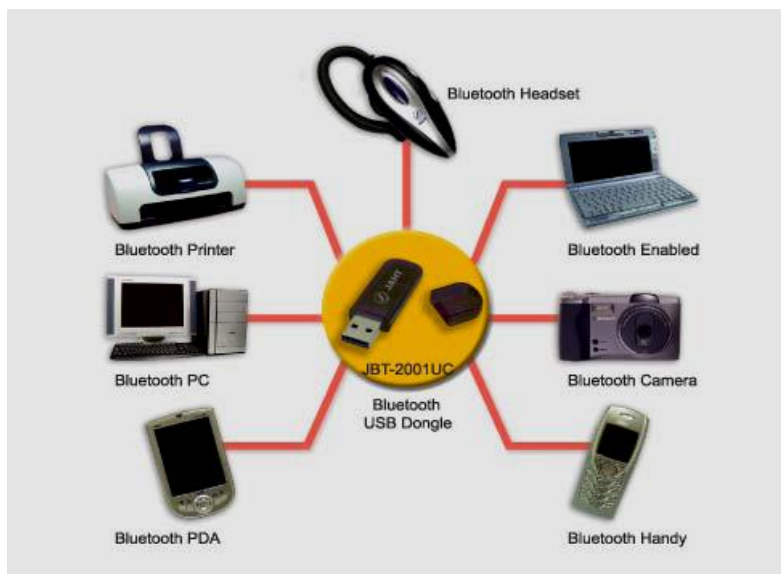 Bluetooth Headset
Bluetooth Printer
Bluetooth Enabled
JAHT
JBT-2001UC
Bluetooth PC
Bluetooth Camera
Bluetooth
USB Dongle
Bluetooth PDA
Bluetooth Handy